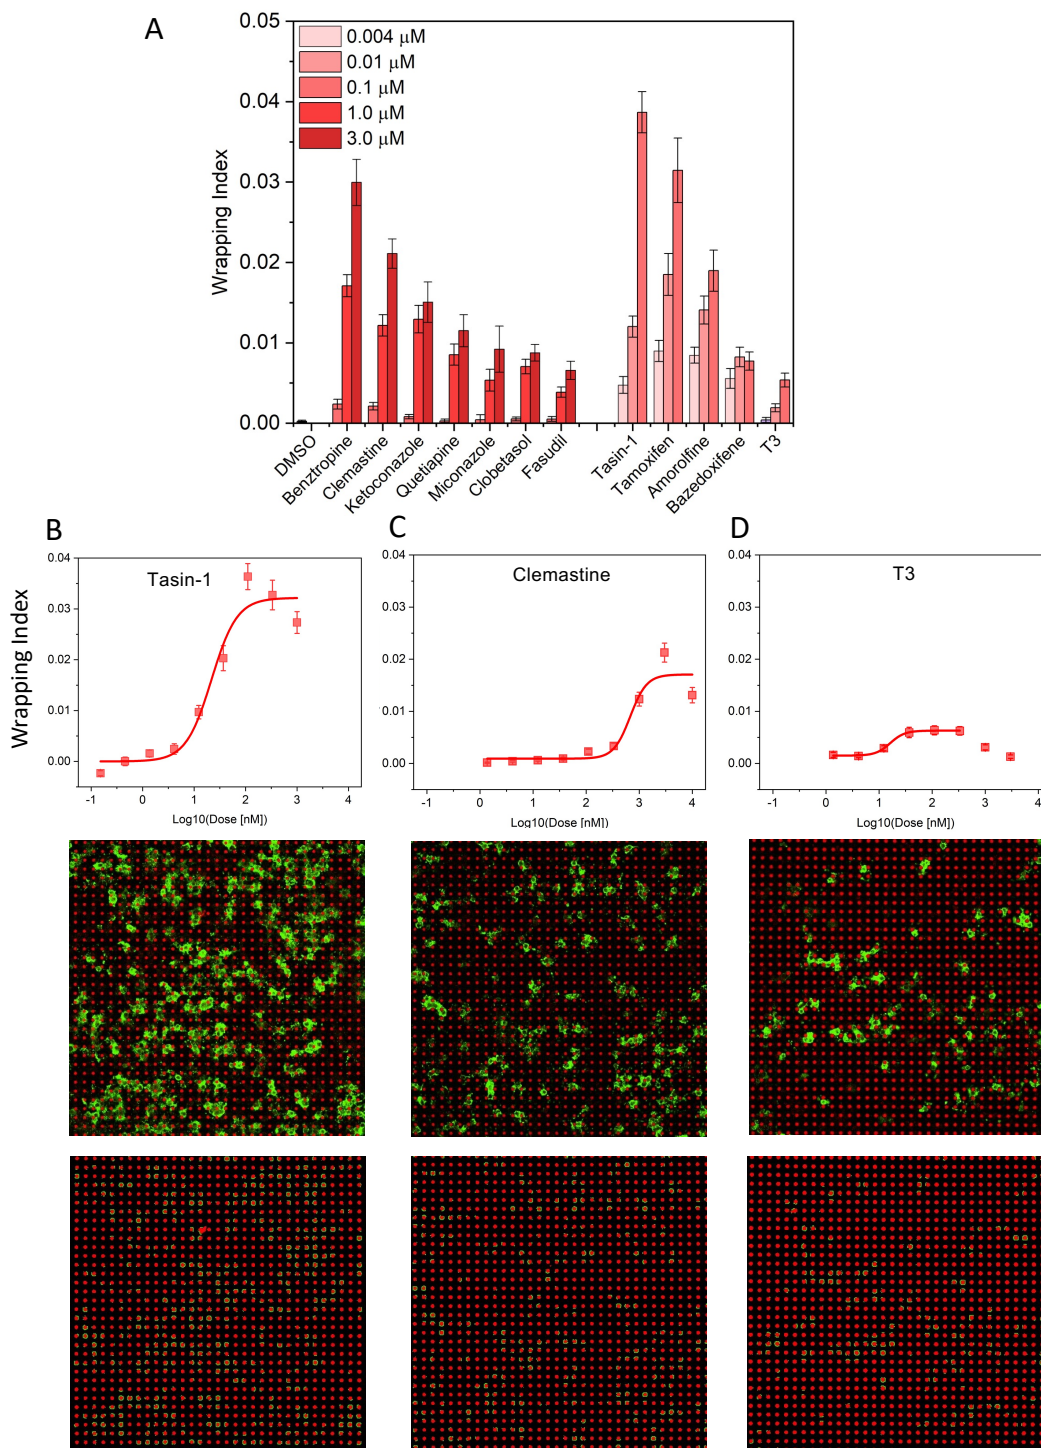 A
0.05
0.04
0.03
0.02
0.01
0.00
Wrapping Index
0.004 μM
0.01 μM
0.1 μM
1.0 μM
3.0 μM
DMSO
Benztropine
Clemastine
Ketoconazole
Quetiapine
Miconazole
Clobetasol
Fasudil
Tasin-1
Tamoxifen
Amorolfine
Bazedoxifene
T3
B
Wrapping Index
0.04
0.03
0.02
0.01
0.00
Tasin-1
-1 0 1 2 3 4
Log10(Dose [nM])
C
0.04
0.03
0.02
0.01
0.00
Clemastine
-1 0 1 2 3 4
Log10(Dose [nM])
D
0.04
0.03
0.02
0.01
0.00
T3
-1 0 1 2 3 4
Log10(Dose [nM])